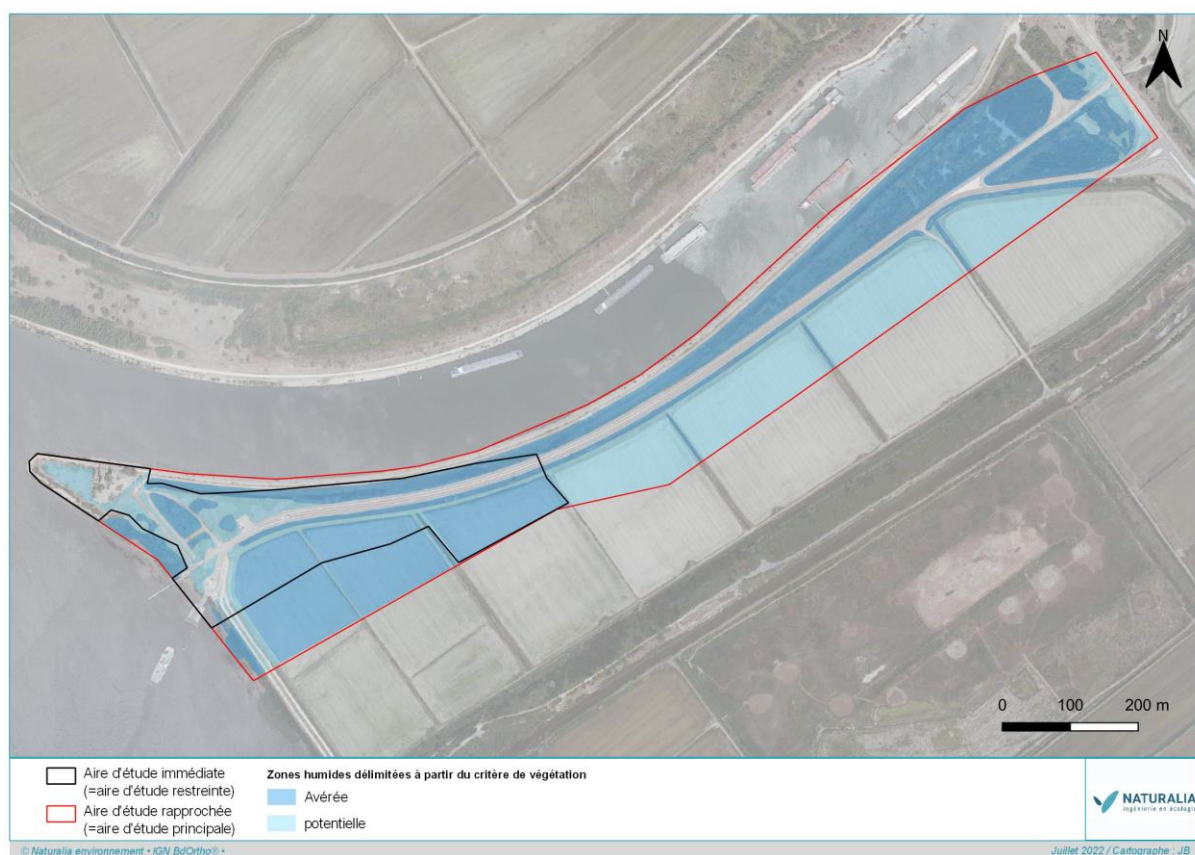 N
0 100 200 m
Aire d'étude immédiate
(=aire d'étude restreinte)
Aire d'étude rapprochée
(=aire d'étude principale)
Zones humides délimitées à partir du critère de végétation
Avérée
potentielle
NATURALIA
ingénierie en écologie
© Naturalia environnement • IGN BdOrtho® •
Juillet 2022 / Cartographe : JB